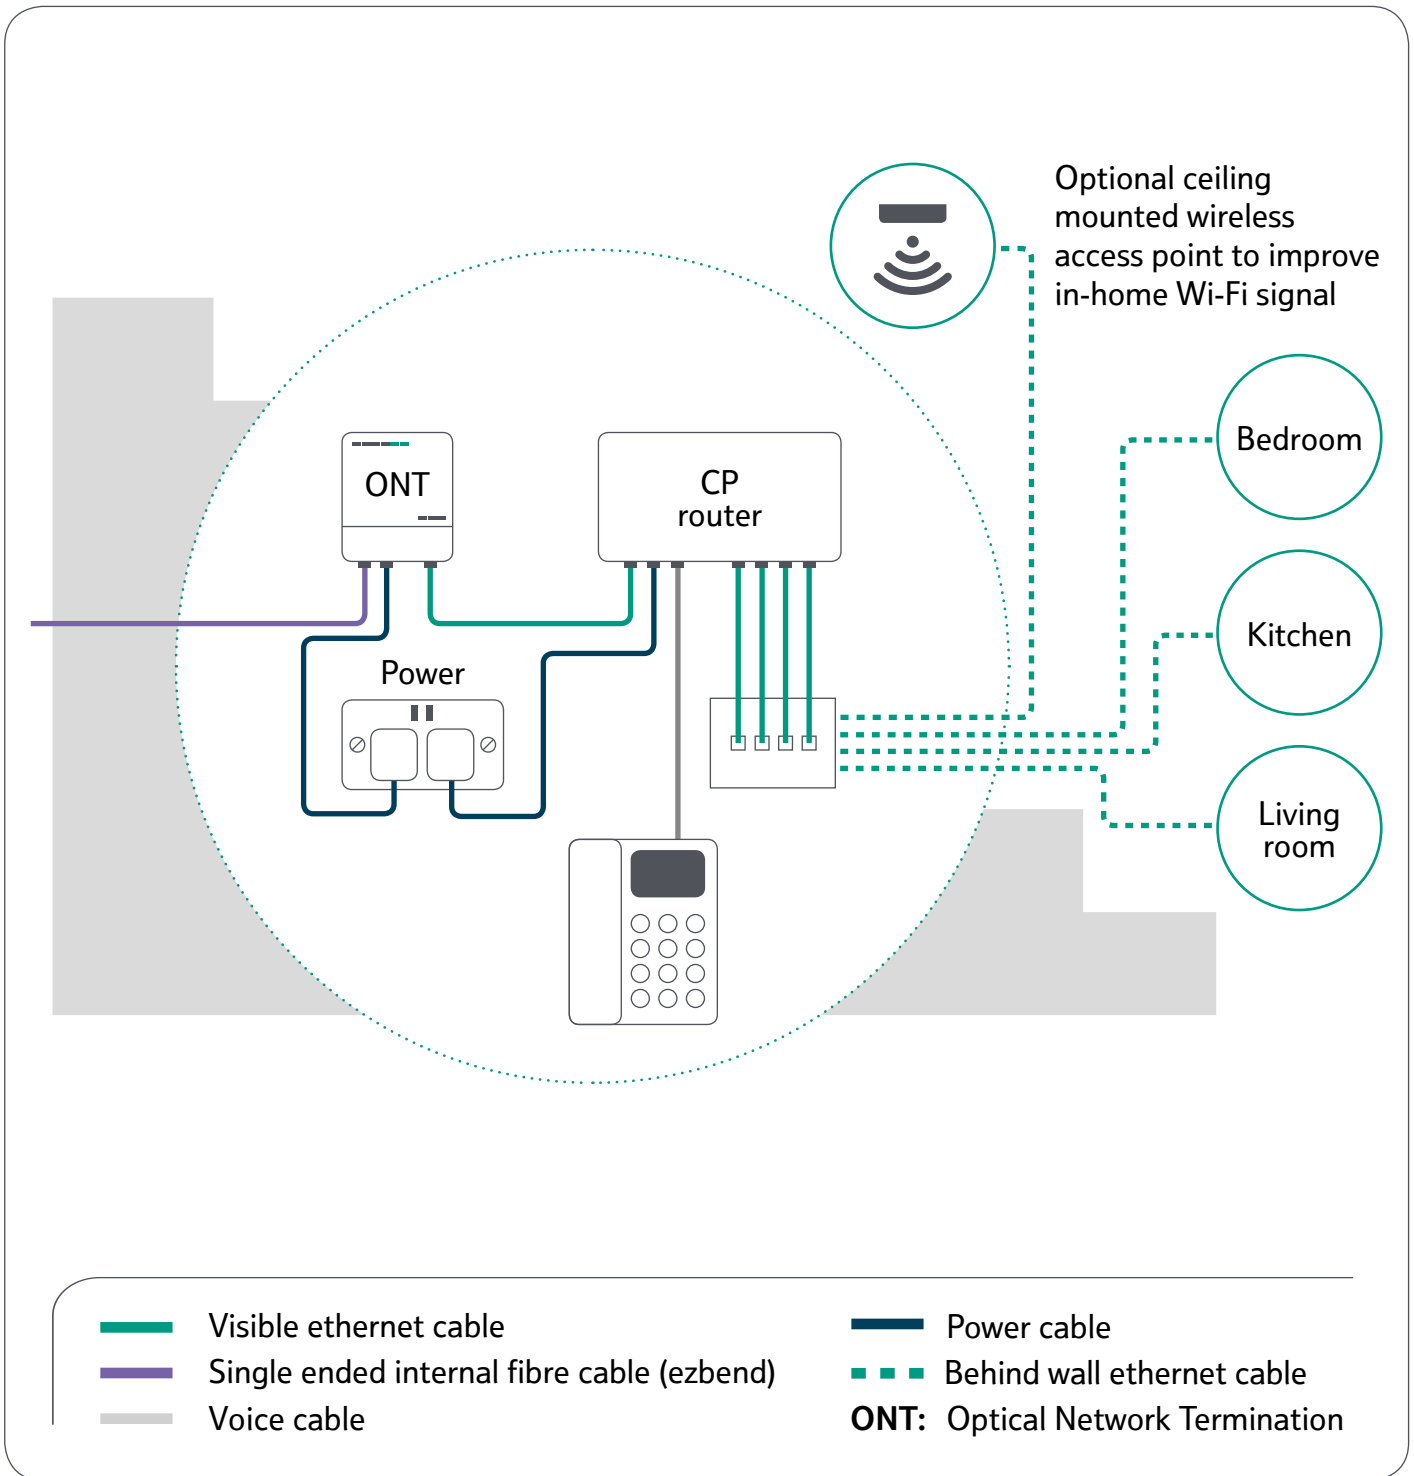 Optional ceiling
mounted wireless
access point to improve
in-home Wi-Fi signal
Bedroom
ONT
CP
router
Kitchen
Power
Living
room
Visible ethernet cable
Single ended internal fibre cable (ezbend)
Voice cable
Power cable
Behind wall ethernet cable
ONT: Optical Network Termination